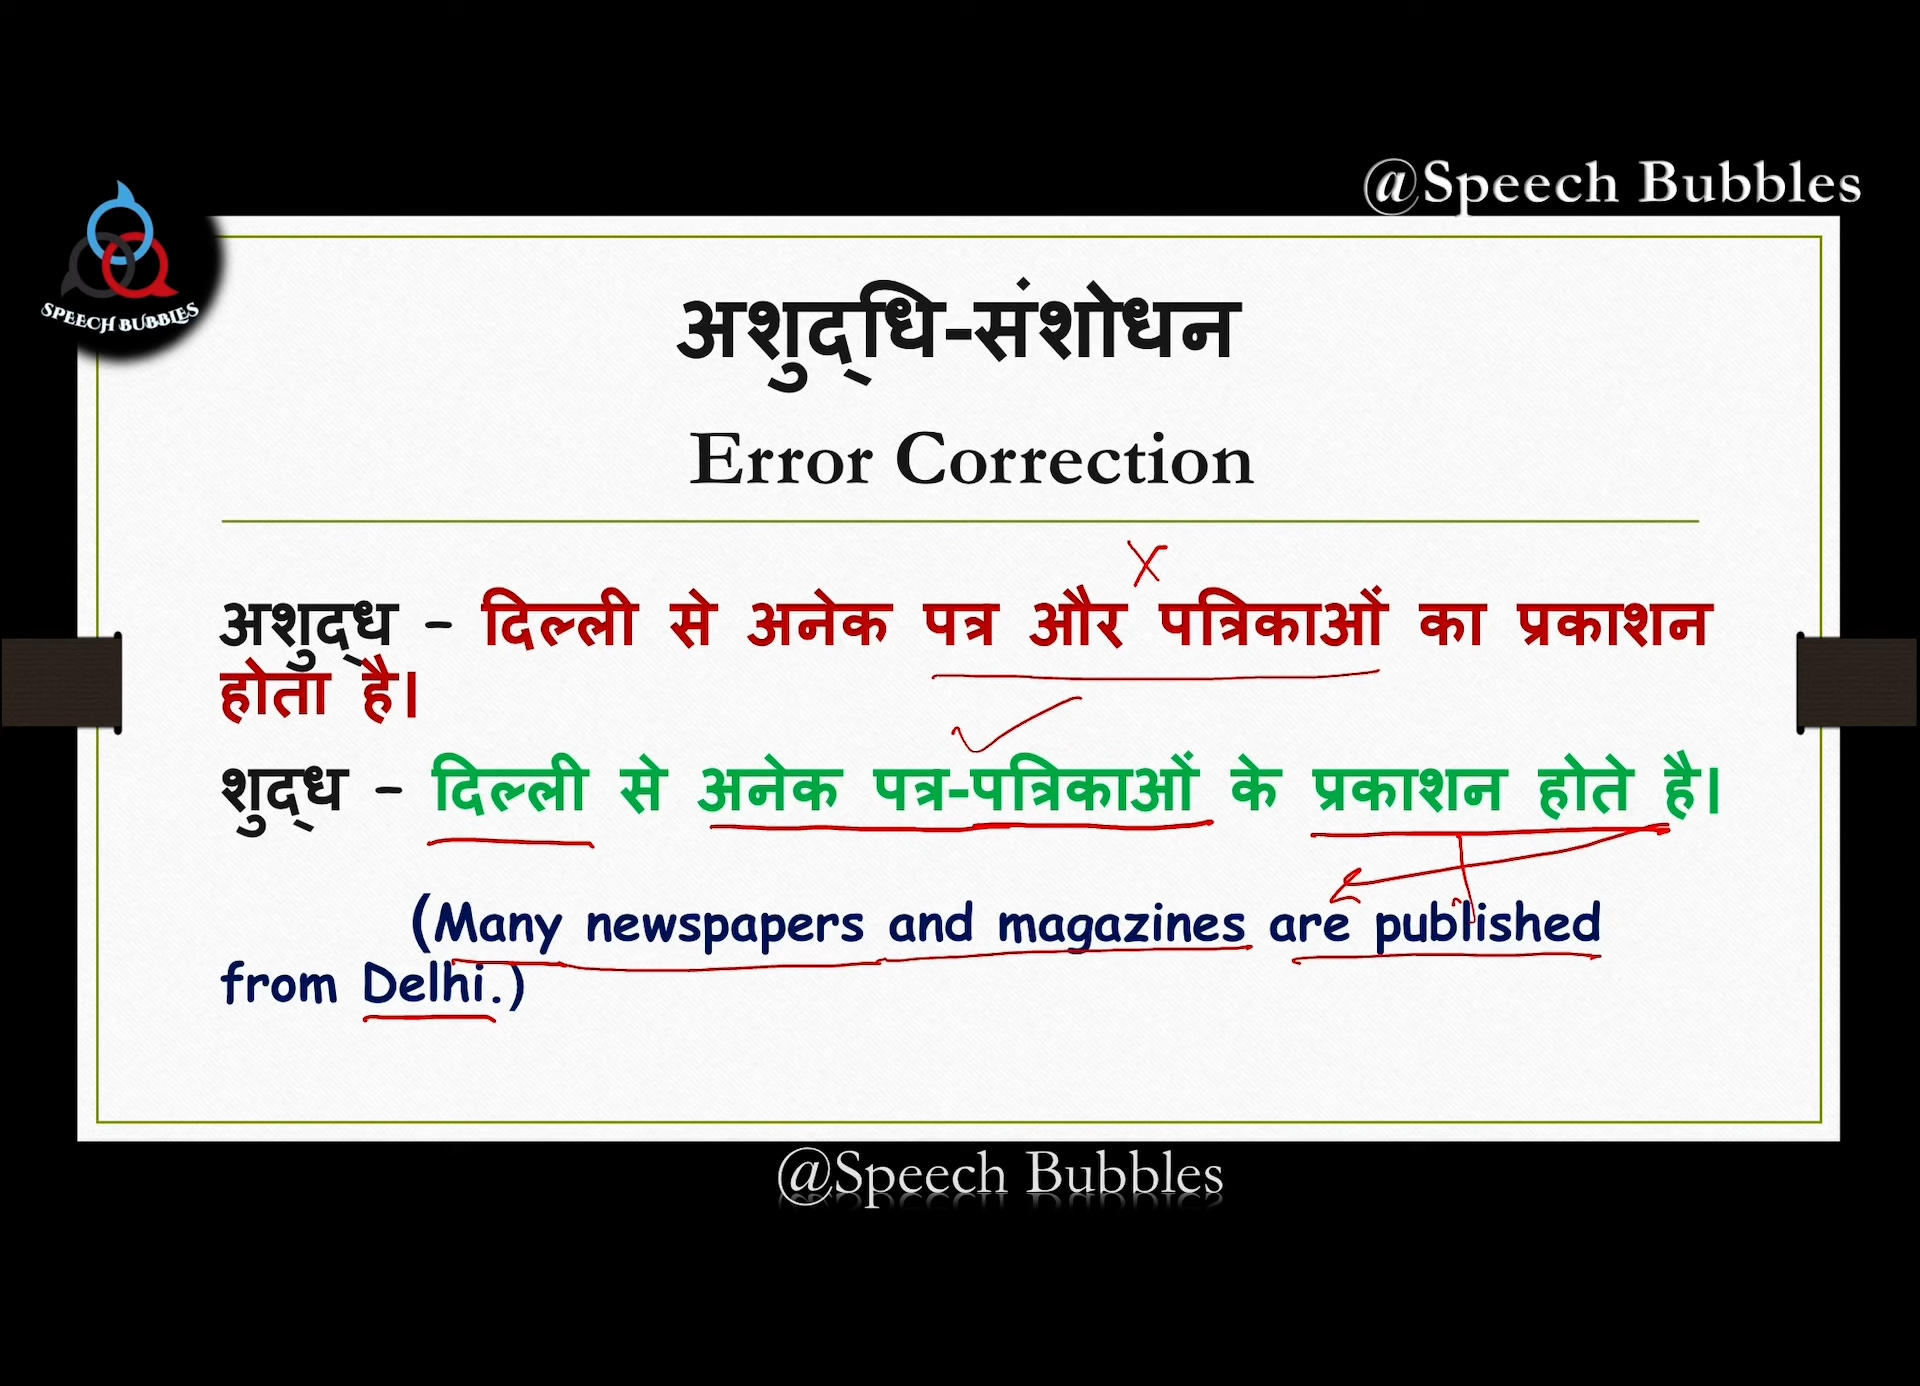 @Speech Bubbles
SPEECH BUBBLES
अशुद्‌धि-संशोधन
Error Correction
अशुद्‌ध – दिल्ली से अनेक पत्र और पत्रिकाओं का प्रकाशन
होता है।
शुद्‌ध – दिल्ली से अनेक पत्र-पत्रिकाओं के प्रकाशन होते है।
(Many newspapers and magazines are published
from Delhi.)
@Speech Bubbles